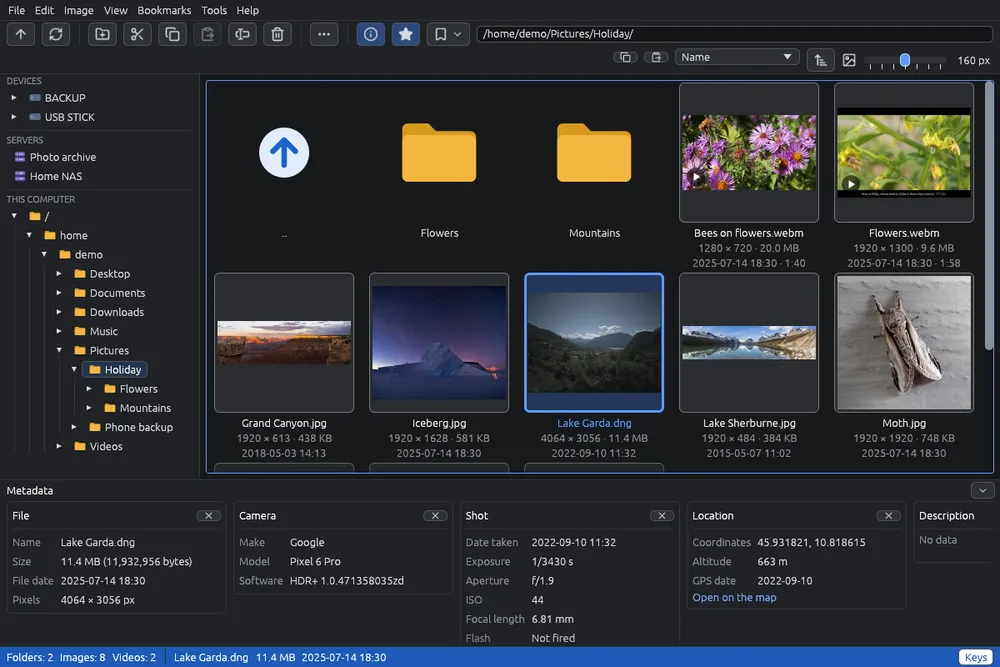 File Edit Image View Bookmarks Tools Help
/home/demo/Pictures/Holiday/
Name
160 px
DEVICES
BACKUP
USB STICK
SERVERS
Photo archive
Home NAS
THIS COMPUTER
/
home
demo
Desktop
Documents
Downloads
Music
Pictures
Holiday
Flowers
Mountains
Phone backup
Videos
..
Flowers
Mountains
Bees on flowers.webm
1280 × 720 · 20.0 MB
2025-07-14 18:30 · 1:40
Flowers.webm
1920 × 1300 · 9.6 MB
2025-07-14 18:30 · 1:58
Grand Canyon.jpg
1920 × 613 · 438 KB
2018-05-03 14:13
Iceberg.jpg
1920 × 1628 · 581 KB
2025-07-14 18:30
Lake Garda.dng
4064 × 3056 · 11.4 MB
2022-09-10 11:32
Lake Sherburne.jpg
1920 × 484 · 384 KB
2015-05-07 11:02
Moth.jpg
1920 × 1920 · 748 KB
2025-07-14 18:30
Metadata
File
Name Lake Garda.dng
Size 11.4 MB (11,932,956 bytes)
File date 2025-07-14 18:30
Pixels 4064 × 3056 px
Camera
Make Google
Model Pixel 6 Pro
Software HDR+ 1.0.471358035zd
Shot
Date taken 2022-09-10 11:32
Exposure 1/3430 s
Aperture f/1.9
ISO 44
Focal length 6.81 mm
Flash Not fired
Location
Coordinates 45.931821, 10.818615
Altitude 663 m
GPS date 2022-09-10
Open on the map
Description
No data
Folders: 2 Images: 8 Videos: 2 Lake Garda.dng 11.4 MB 2025-07-14 18:30
Keys